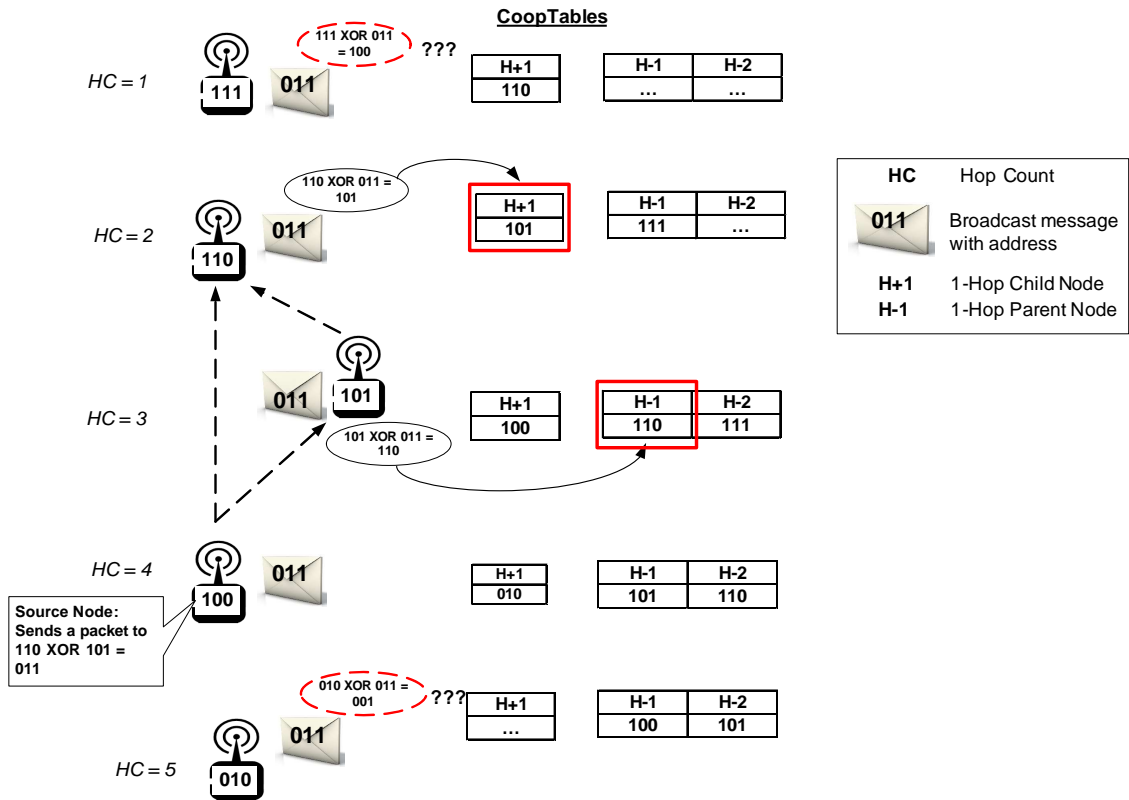 CoopTables
111 XOR 011
= 100
???
HC = 1
111
011
H+1
110
H-1 H-2
... ...
110 XOR 011 =
101
HC = 2
110
011
H+1
101
H-1 H-2
111 ...
HC Hop Count
011
Broadcast message
with address
H+1 1-Hop Child Node
H-1 1-Hop Parent Node
HC = 3
011
101
101 XOR 011 =
110
H+1
100
H-1 H-2
110 111
HC = 4
100
011
H+1
010
H-1 H-2
101 110
Source Node:
Sends a packet to
110 XOR 101 =
011
010 XOR 011 =
001
???
HC = 5
010
011
H+1
...
H-1 H-2
100 101